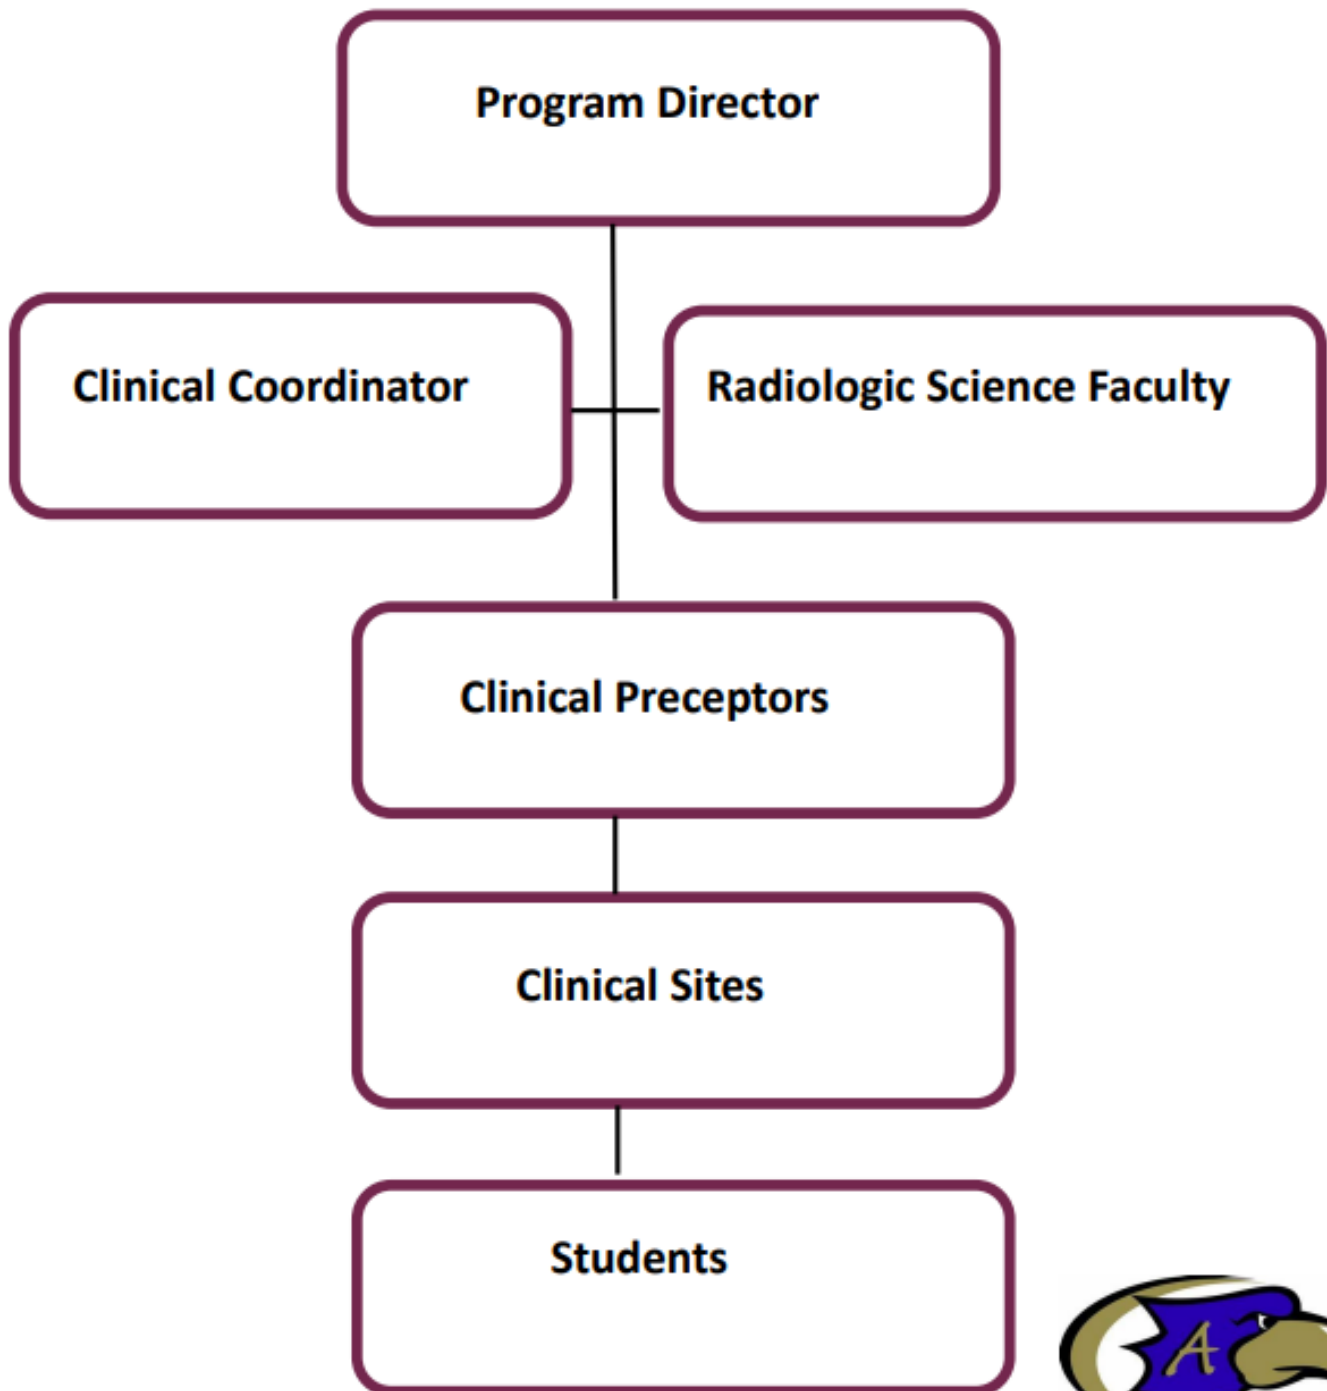 Program Director
Clinical Coordinator
Radiologic Science Faculty
Clinical Preceptors
Clinical Sites
Students
A